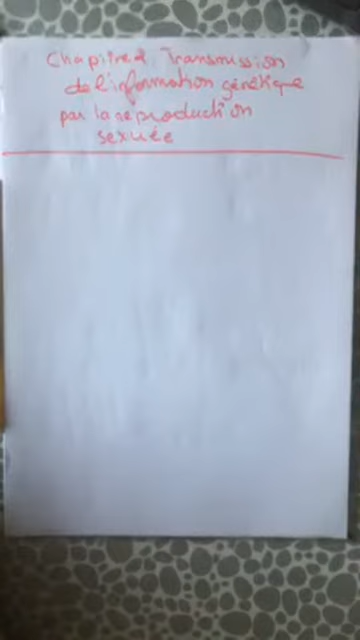 Chapitre 2 Transmission
de l'information génétique
par la reproduction
sexuée